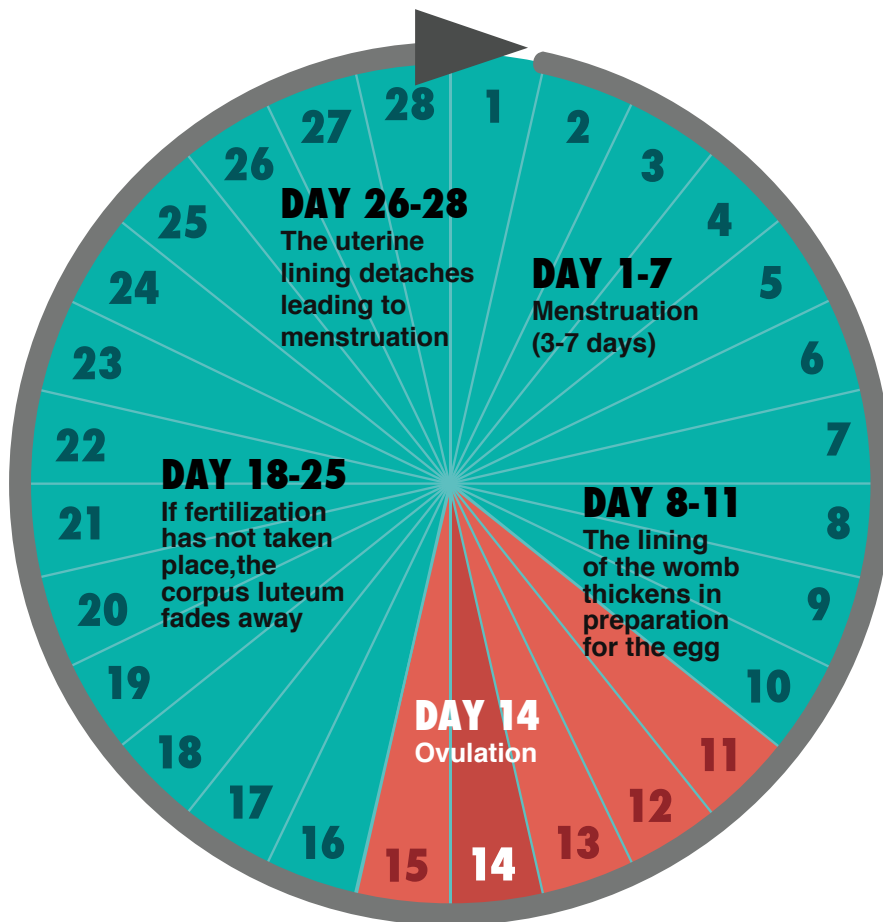 1
2
3
4
5
6
7
8
9
10
11
12
13
14
15
16
17
18
19
20
21
22
23
24
25
26
27
28
DAY 26-28
The uterine
lining detaches
leading to
menstruation
DAY 1-7
Menstruation
(3-7 days)
DAY 18-25
If fertilization
has not taken
place,the
corpus luteum
fades away
DAY 8-11
The lining
of the womb
thickens in
preparation
for the egg
DAY 14
Ovulation